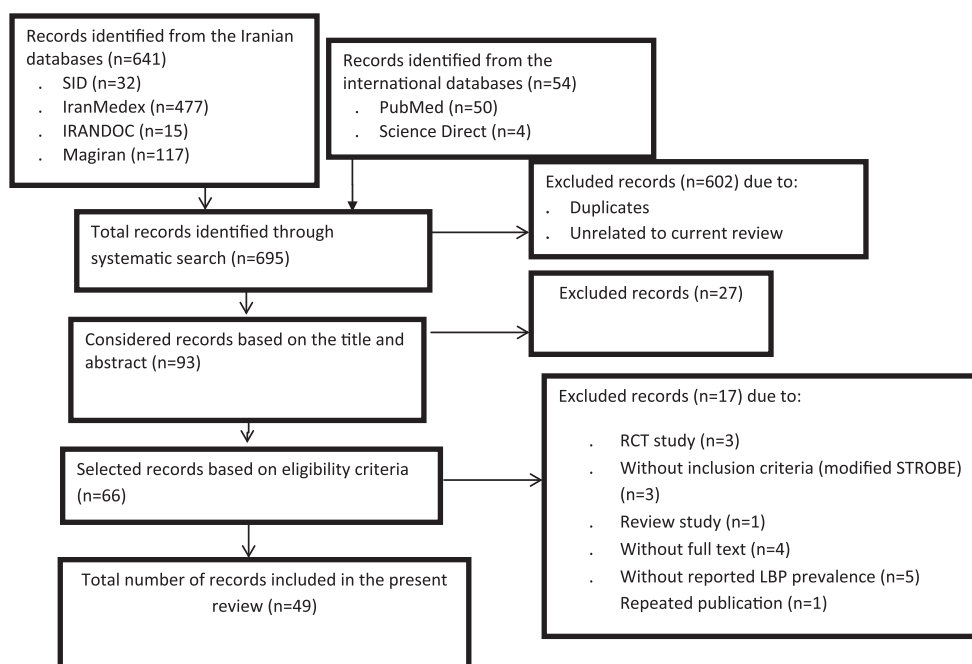 Records identified from the Iranian
databases (n=641)
. SID (n=32)
. IranMedex (n=477)
. IRANDOC (n=15)
. Magiran (n=117)
Records identified from the
international databases (n=54)
. PubMed (n=50)
. Science Direct (n=4)
Excluded records (n=602) due to:
. Duplicates
. Unrelated to current review
Total records identified through
systematic search (n=695)
Excluded records (n=27)
Considered records based on the title and
abstract (n=93)
Excluded records (n=17) due to:
. RCT study (n=3)
. Without inclusion criteria (modified STROBE)
(n=3)
. Review study (n=1)
. Without full text (n=4)
. Without reported LBP prevalence (n=5)
Repeated publication (n=1)
Selected records based on eligibility criteria
(n=66)
Total number of records included in the present
review (n=49)